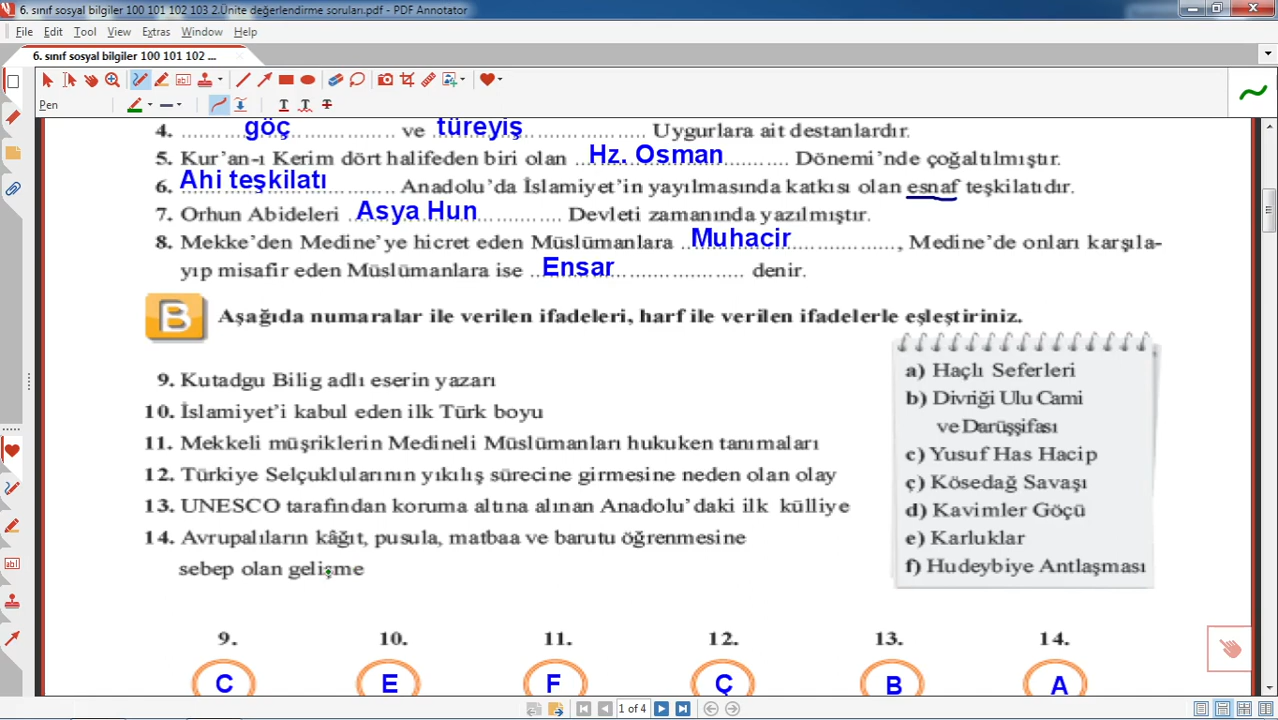 6. sınıf sosyal bilgiler 100 101 102 103 2.Ünite değerlendirme soruları.pdf - PDF Annotator
File Edit Tool View Extras Window Help
6. sınıf sosyal bilgiler 100 101 102 ...
Pen
4. göç ve türeyiş Uygurlara ait destanlardır.
5. Kur’an-ı Kerim dört halifeden biri olan Hz. Osman Dönemi’nde çoğaltılmıştır.
6. Ahi teşkilatı Anadolu’da İslamiyet’in yayılmasında katkısı olan esnaf teşkilatıdır.
7. Orhun Abideleri Asya Hun Devleti zamanında yazılmıştır.
8. Mekke’den Medine’ye hicret eden Müslümanlara Muhacir, Medine’de onları karşıla-
yıp misafir eden Müslümanlara ise Ensar denir.
B Aşağıda numaralar ile verilen ifadeleri, harf ile verilen ifadelerle eşleştiriniz.
9. Kutadgu Bilig adlı eserin yazarı
10. İslamiyet’i kabul eden ilk Türk boyu
11. Mekkeli müşriklerin Medineli Müslümanları hukuken tanımaları
12. Türkiye Selçuklularının yıkılış sürecine girmesine neden olan olay
13. UNESCO tarafından koruma altına alınan Anadolu’daki ilk külliye
14. Avrupalıların kâğıt, pusula, matbaa ve barutu öğrenmesine
sebep olan gelişme
a) Haçlı Seferleri
b) Divriği Ulu Cami
ve Darüşşifası
c) Yusuf Has Hacip
ç) Kösedağ Savaşı
d) Kavimler Göçü
e) Karluklar
f) Hudeybiye Antlaşması
9. 10. 11. 12. 13. 14.
C E F Ç B A
1 of 4